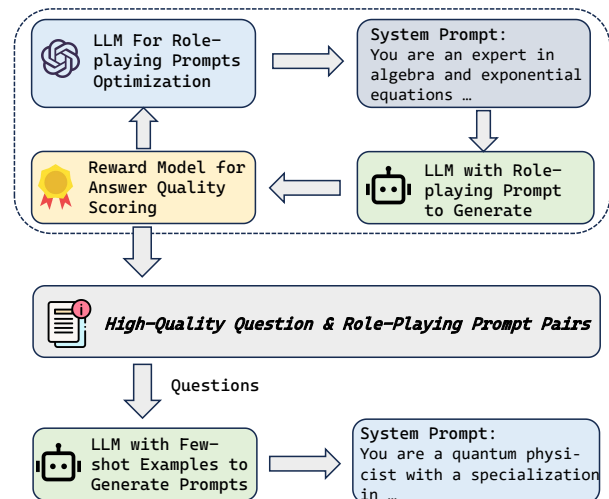 LLM For Role-
playing Prompts
Optimization
System Prompt:
You are an expert in
algebra and exponential
equations …
Reward Model for
Answer Quality
Scoring
LLM with Role-
playing Prompt
to Generate
i
High-Quality Question & Role-Playing Prompt Pairs
Questions
LLM with Few-
shot Examples to
Generate Prompts
System Prompt:
You are a quantum physi-
cist with a specialization
in …